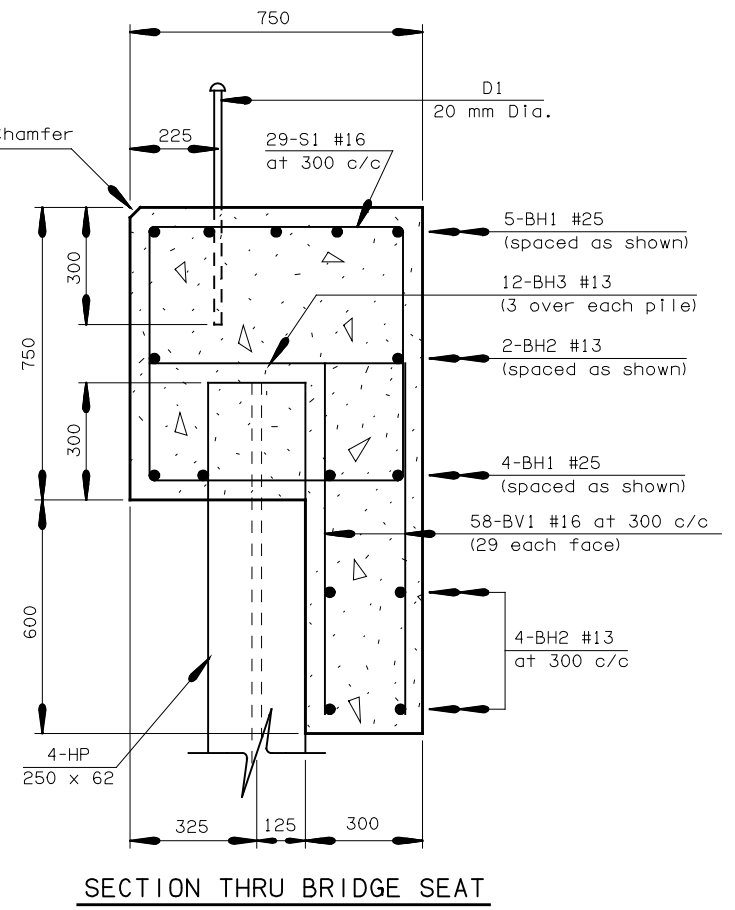 750
D1
20 mm Dia.
Chamfer
225
29-S1 #16
at 300 c/c
5-BH1 #25
(spaced as shown)
300
12-BH3 #13
(3 over each pile)
750
2-BH2 #13
(spaced as shown)
300
4-BH1 #25
(spaced as shown)
58-BV1 #16 at 300 c/c
(29 each face)
600
4-BH2 #13
at 300 c/c
4-HP
250 x 62
325
125
300
SECTION THRU BRIDGE SEAT